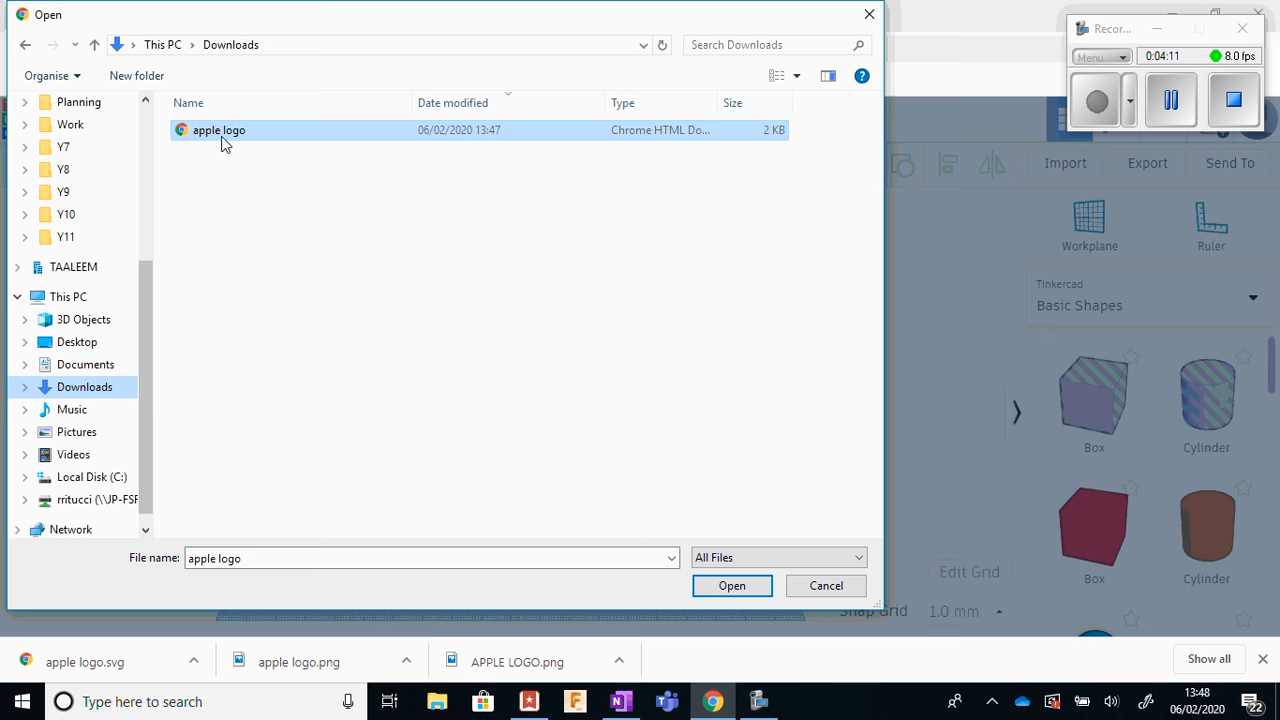 Open
Recor...
Menu
0:04:11
8.0 fps
This PC
Downloads
Search Downloads
Organise
New folder
Name
Date modified
Type
Size
apple logo
06/02/2020 13:47
Chrome HTML Do...
2 KB
Planning
Work
Y7
Y8
Y9
Y10
Y11
TAALEEM
This PC
3D Objects
Desktop
Documents
Downloads
Music
Pictures
Videos
Local Disk (C:)
rritucci (\\JP-FSF
Network
File name:
apple logo
All Files
Open
Cancel
Import
Export
Send To
Workplane
Ruler
Tinkercad
Basic Shapes
Box
Cylinder
Box
Cylinder
Edit Grid
Snap Grid
1.0 mm
apple logo.svg
apple logo.png
APPLE LOGO.png
Show all
Type here to search
13:48
06/02/2020
22